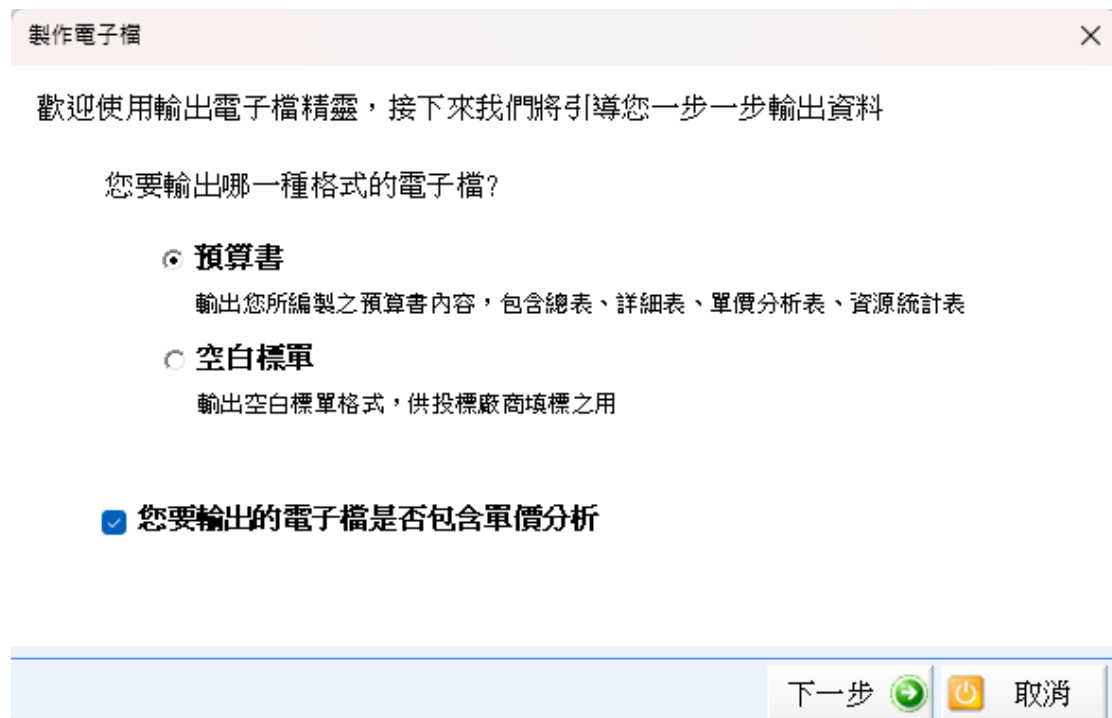 製作電子檔
歡迎使用輸出電子檔精靈，接下來我們將引導您一步一步輸出資料
您要輸出哪一種格式的電子檔?
預算書
輸出您所編製之預算書內容，包含總表、詳細表、單價分析表、資源統計表
空白標單
輸出空白標單格式，供投標廠商填標之用
您要輸出的電子檔是否包含單價分析
下一步 取消